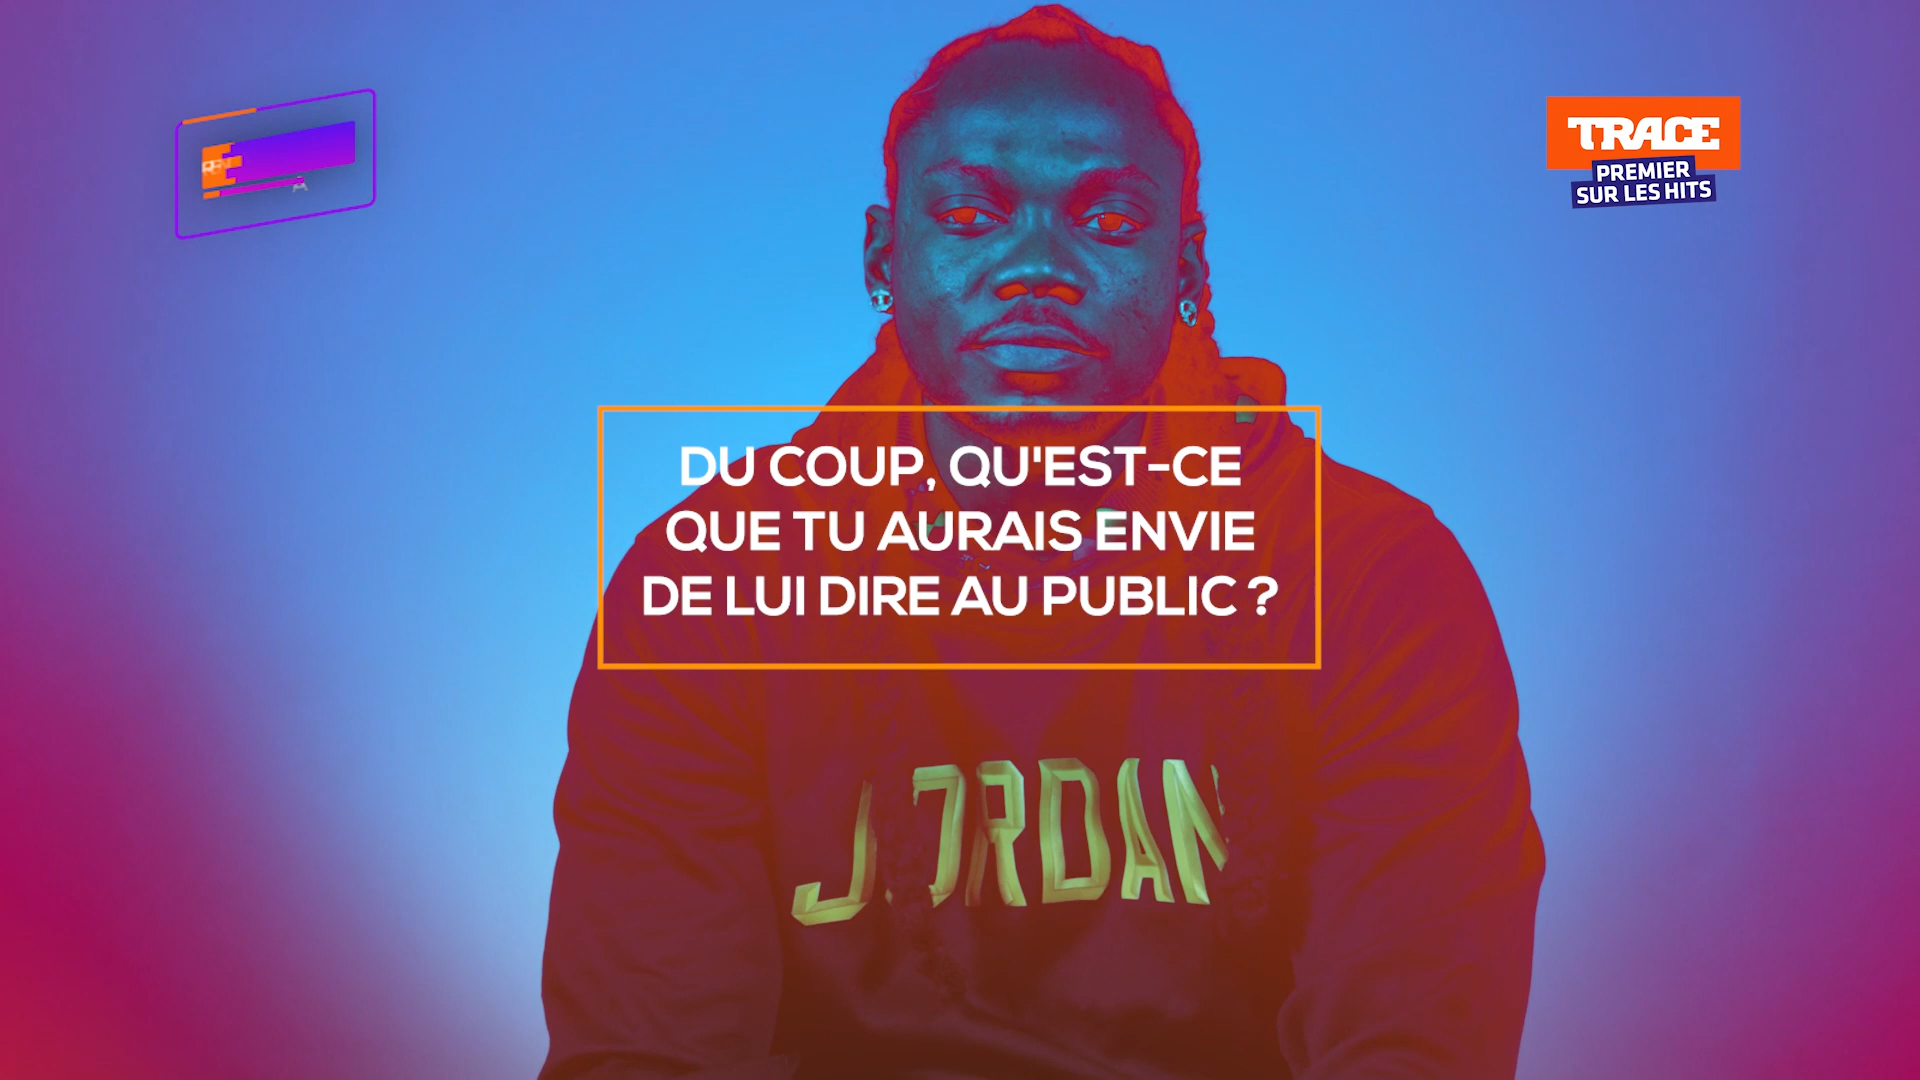 TRACE
PREMIER
SUR LES HITS
DU COUP, QU'EST-CE
QUE TU AURAIS ENVIE
DE LUI DIRE AU PUBLIC ?
JORDAN